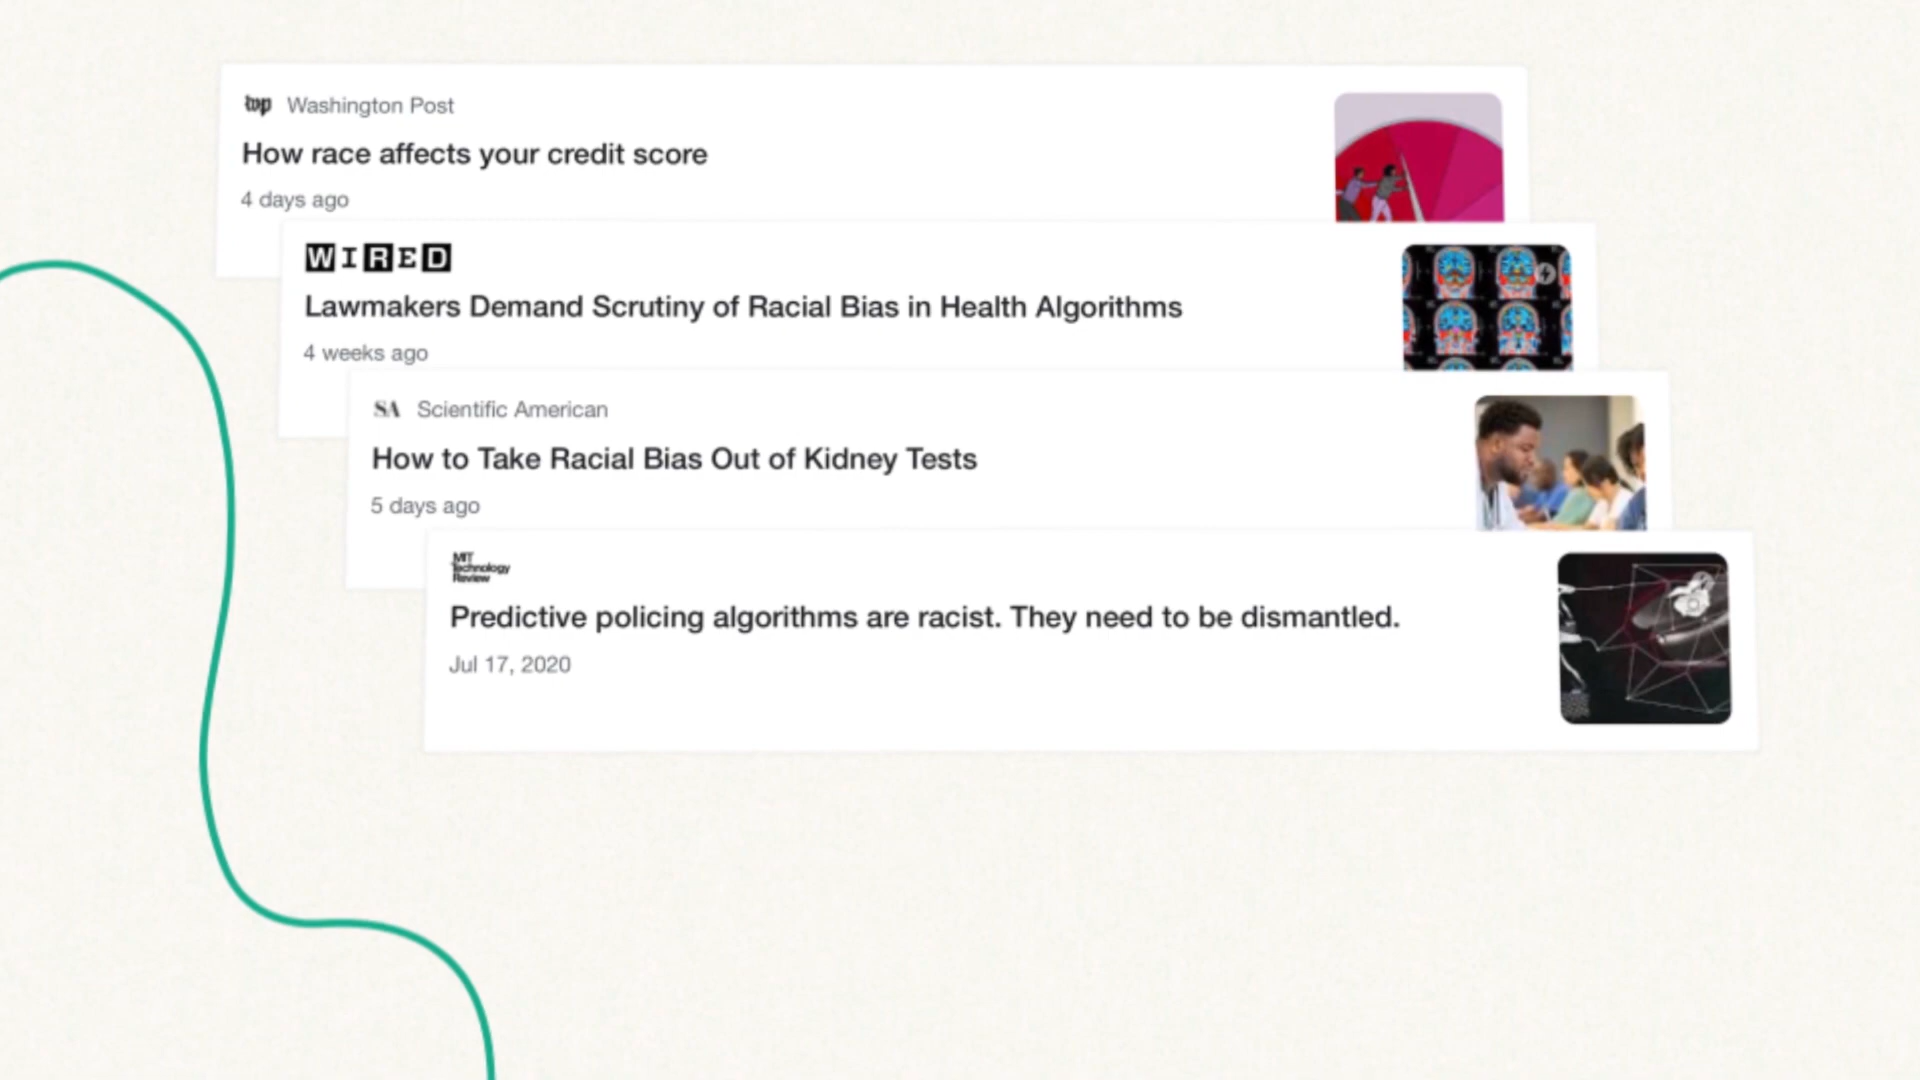 wp Washington Post
How race affects your credit score
4 days ago
WIRED
Lawmakers Demand Scrutiny of Racial Bias in Health Algorithms
4 weeks ago
SA Scientific American
How to Take Racial Bias Out of Kidney Tests
5 days ago
MIT
Technology
Review
Predictive policing algorithms are racist. They need to be dismantled.
Jul 17, 2020